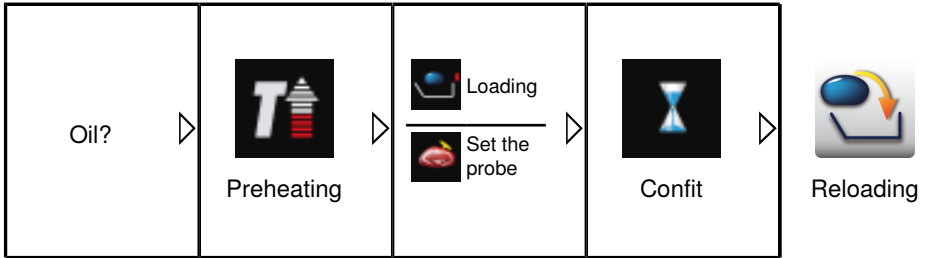 Oil?
Preheating
Loading
Set the
probe
Confit
Reloading